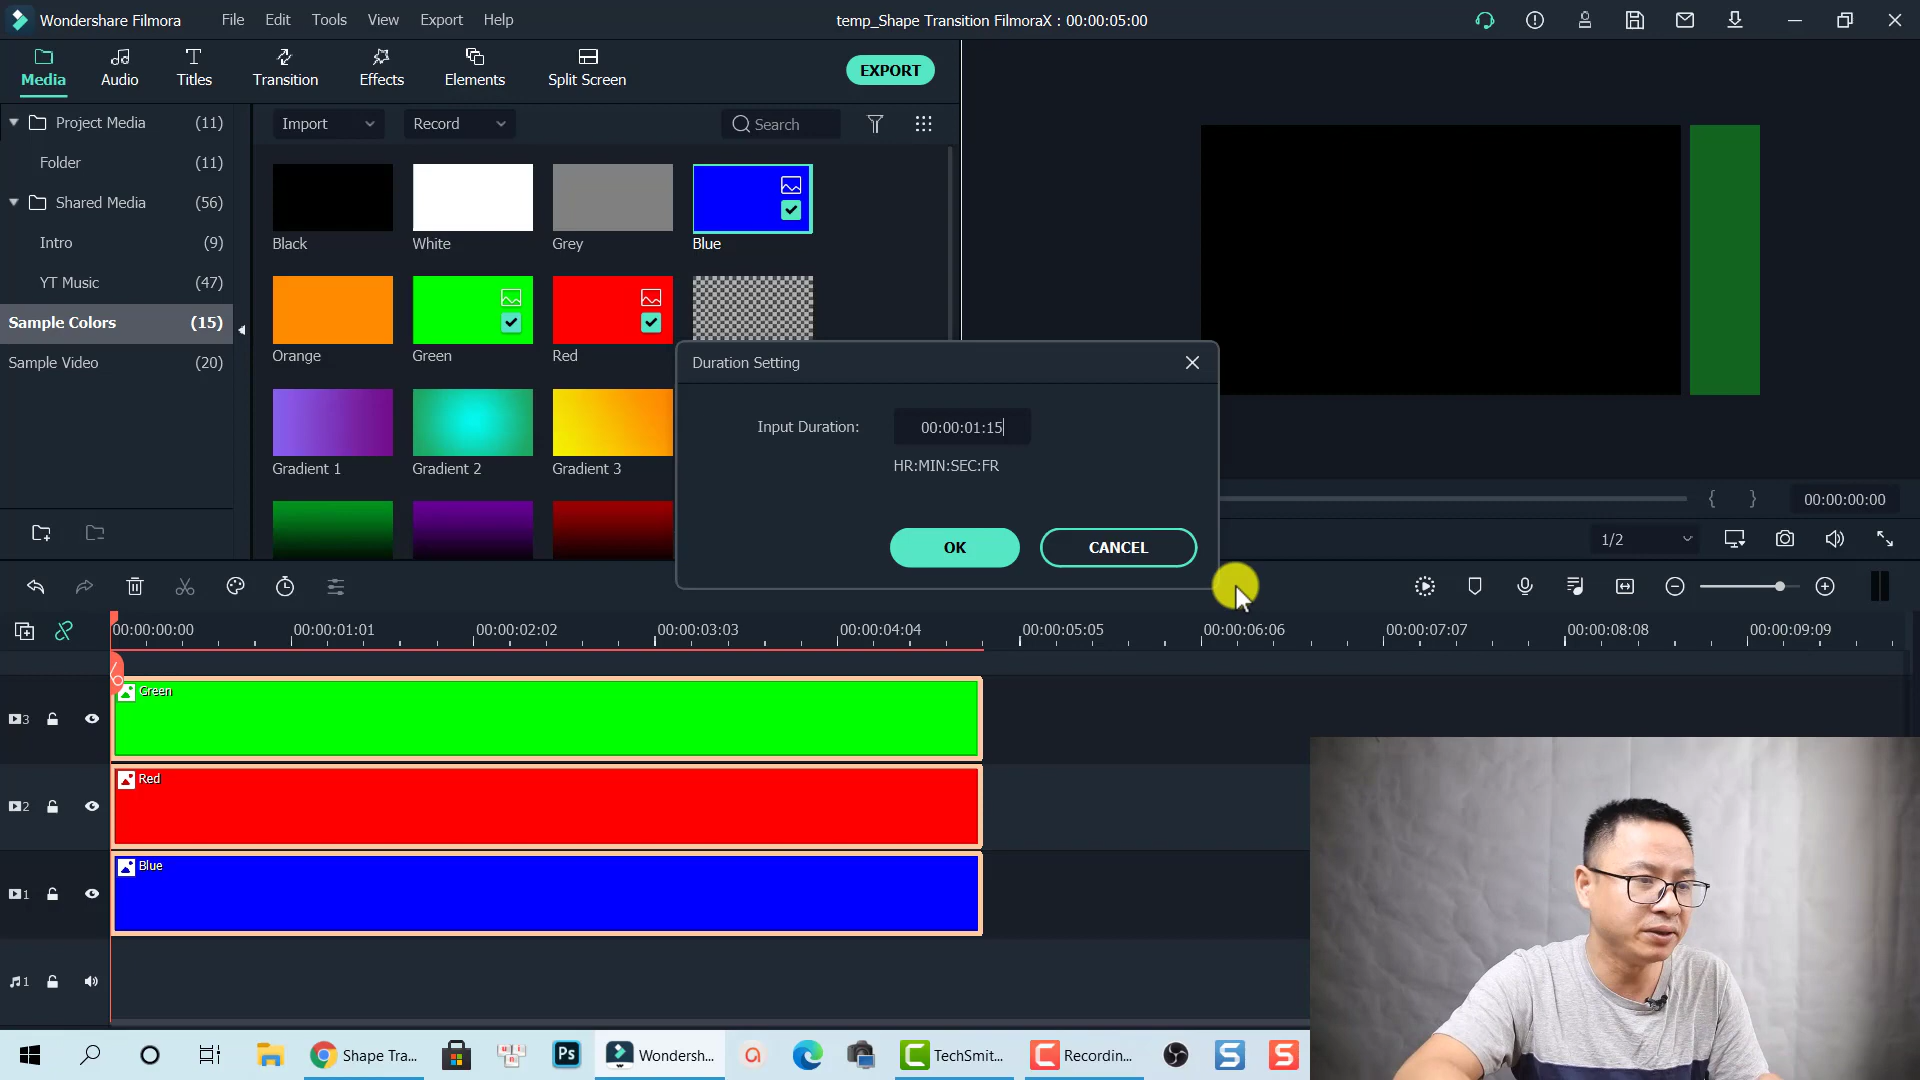 Wondershare Filmora File Edit Tools View Export Help temp_Shape Transition FilmoraX : 00:00:05:00
Media Audio Titles Transition Effects Elements Split Screen EXPORT
Project Media (11)
Folder (11)
Shared Media (56)
Intro (9)
YT Music (47)
Sample Colors (15)
Sample Video (20)
Import Record Search
Black White Grey Blue
Orange Green Red
Gradient 1 Gradient 2 Gradient 3
Duration Setting
Input Duration: 00:00:01:15
HR:MIN:SEC:FR
OK CANCEL
{ } 00:00:00:00
1/2
00:00:00:00 00:00:01:01 00:00:02:02 00:00:03:03 00:00:04:04 00:00:05:05 00:00:06:06 00:00:07:07 00:00:08:08 00:00:09:09
3 Green
2 Red
1 Blue
1
Shape Tra... Ps Wondersh... TechSmit... Recordin... S S